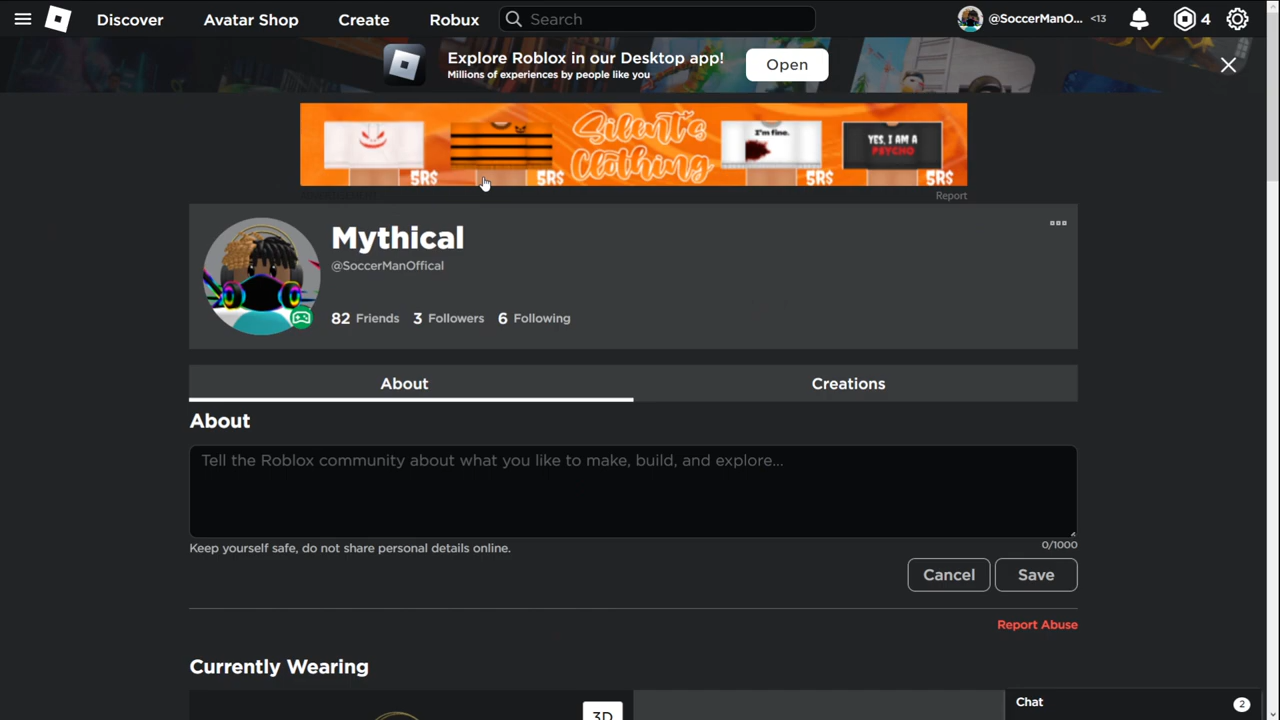 Discover
Avatar Shop
Create
Robux
Search
@SoccerManO...
<13
4
Explore Roblox in our Desktop app!
Millions of experiences by people like you
Open
Silent's
Clothing
I'm fine.
YES, I AM A
PSYCHO
5R$
5R$
5R$
5R$
Report
Mythical
@SoccerManOffical
82 Friends
3 Followers
6 Following
About
Creations
About
Tell the Roblox community about what you like to make, build, and explore...
Keep yourself safe, do not share personal details online.
0/1000
Cancel
Save
Report Abuse
Currently Wearing
3D
Chat
2